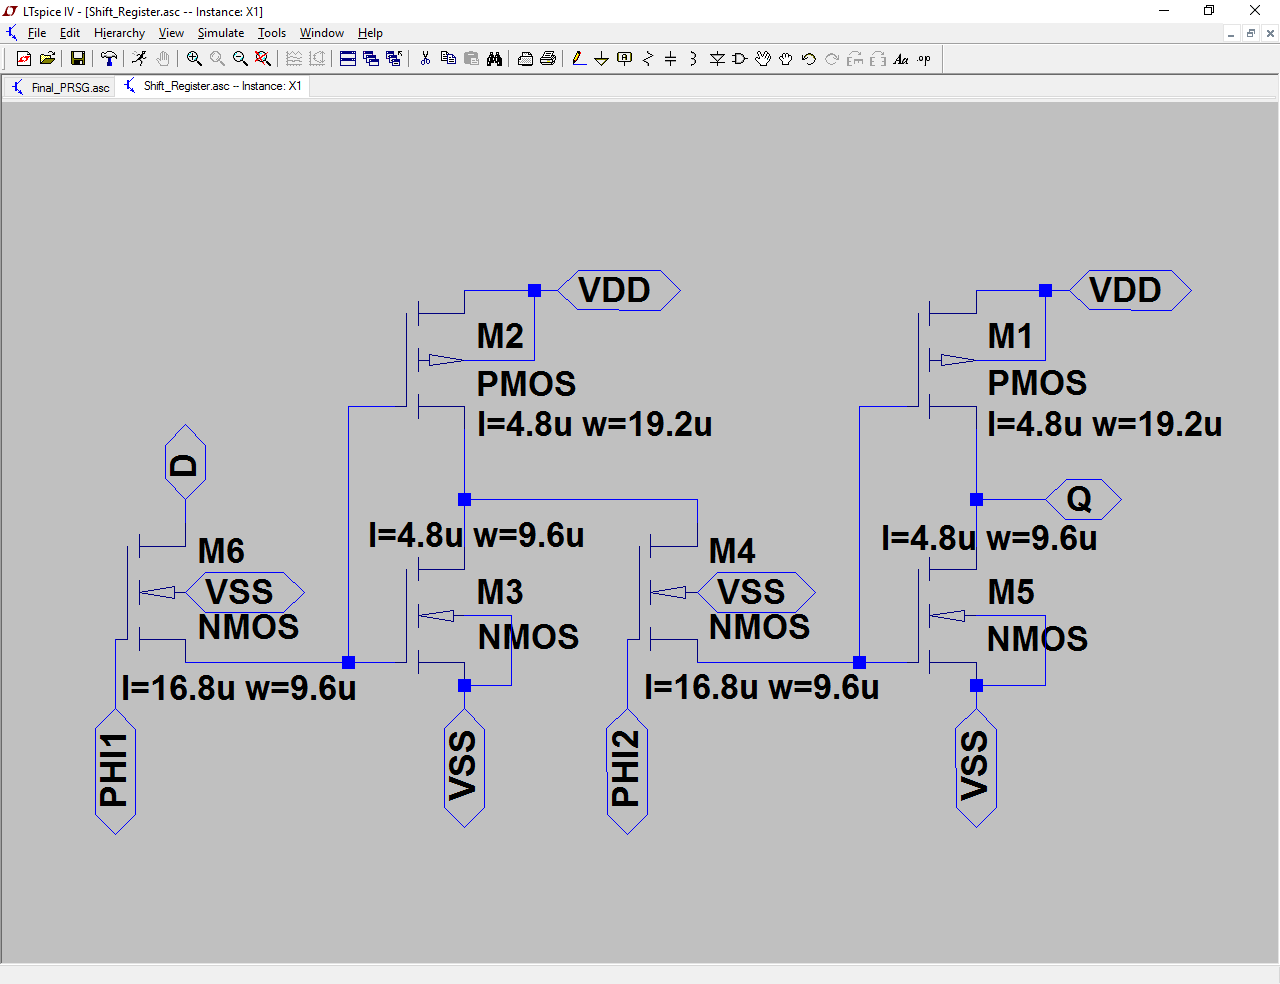 LTspice IV - [Shift_Register.asc -- Instance: X1]
File Edit Hierarchy View Simulate Tools Window Help
Aa .op
Final_PRSG.asc Shift_Register.asc -- Instance: X1
VDD VDD
M2 M1
PMOS PMOS
l=4.8u w=19.2u l=4.8u w=19.2u
D
Q
l=4.8u w=9.6u l=4.8u w=9.6u
M6 M4
VSS M3 VSS M5
NMOS NMOS NMOS NMOS
l=16.8u w=9.6u l=16.8u w=9.6u
PHI1 VSS PHI2 VSS